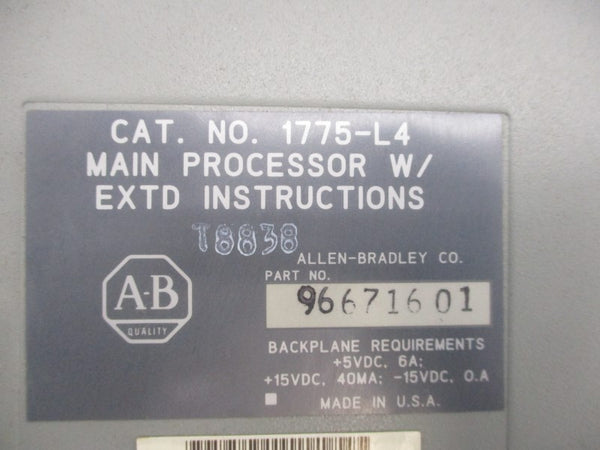 CAT. NO. 1775-L4
MAIN PROCESSOR W/
EXTD INSTRUCTIONS
T8838
ALLEN-BRADLEY CO.
PART NO.
96671601
A-B
QUALITY
BACKPLANE REQUIREMENTS
+5VDC, 6A;
+15VDC, 40MA; -15VDC, 0.A
MADE IN U.S.A.